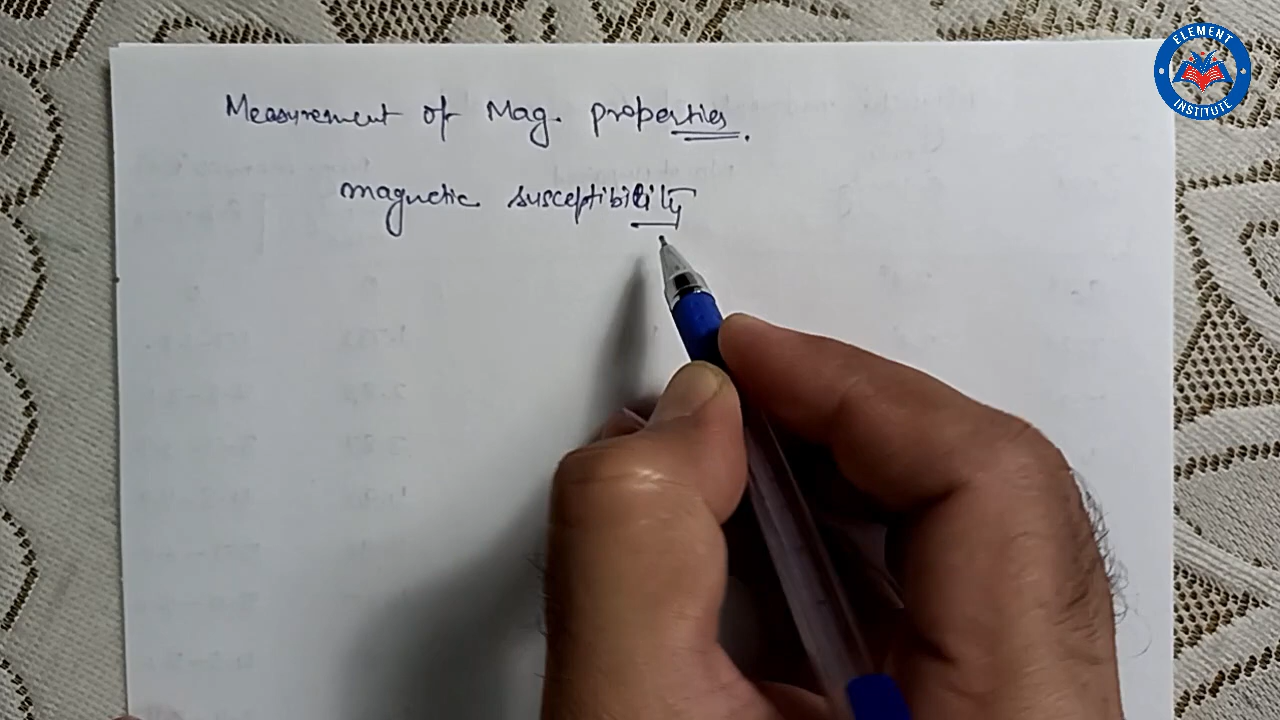 Measurement of Mag. properties.
magnetic susceptibility
ELEMENT
INSTITUTE